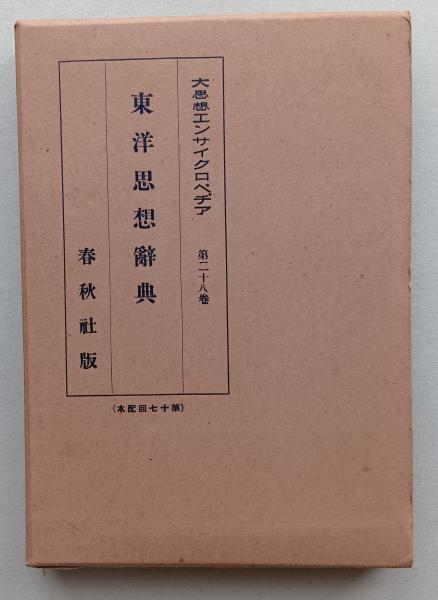 大思想エンサイクロペヂア
第二十八卷
東洋思想辭典
春秋社版
(第十七回配本)